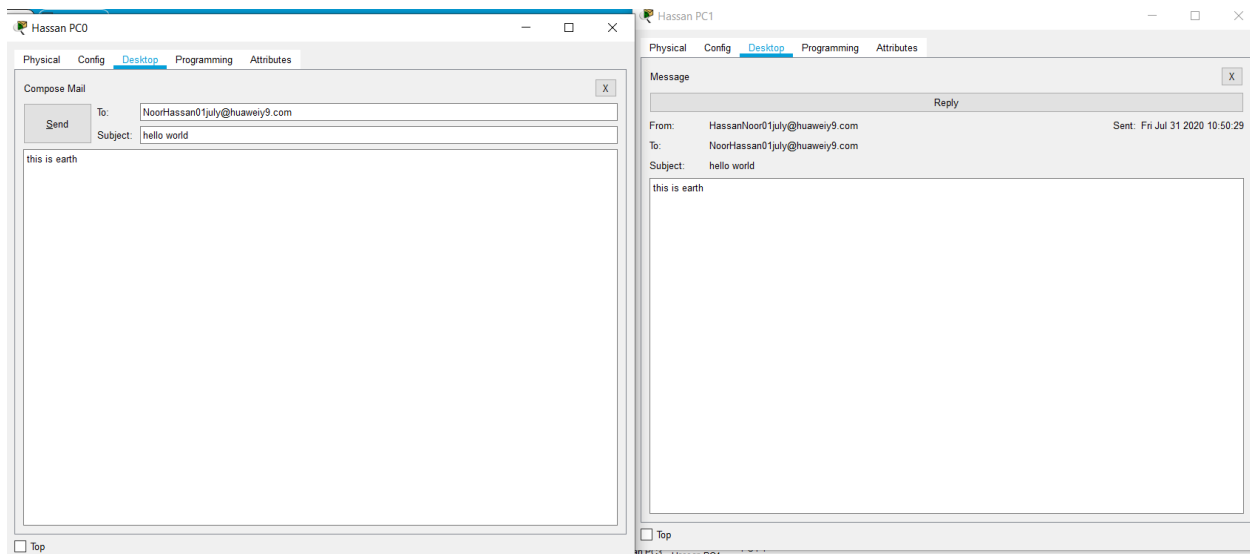 Hassan PC0
Physical Config Desktop Programming Attributes
Compose Mail X
Send
To: NoorHassan01july@huaweiy9.com
Subject: hello world
this is earth
Top
Hassan PC1
Physical Config Desktop Programming Attributes
Message X
Reply
From: HassanNoor01july@huaweiy9.com Sent: Fri Jul 31 2020 10:50:29
To: NoorHassan01july@huaweiy9.com
Subject: hello world
this is earth
Top